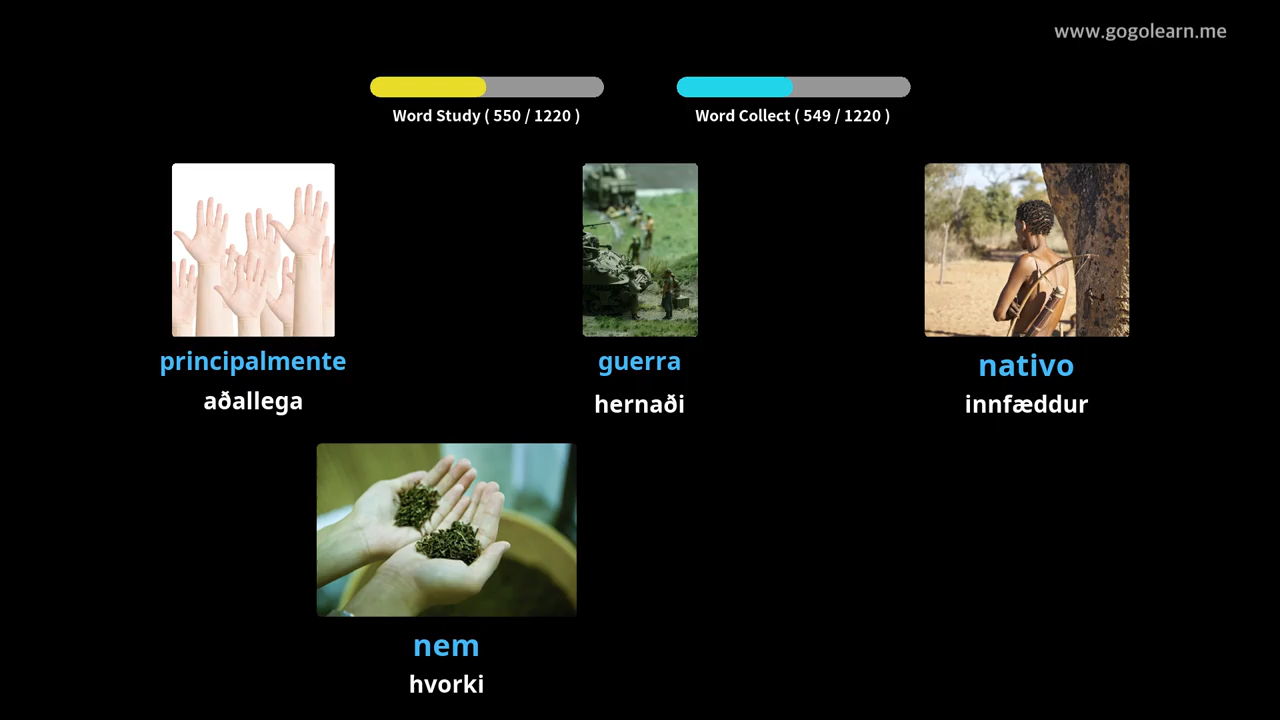 www.gogolearn.me
Word Study ( 550 / 1220 )
Word Collect ( 549 / 1220 )
principalmente
aðallega
guerra
hernaði
nativo
innfæddur
nem
hvorki